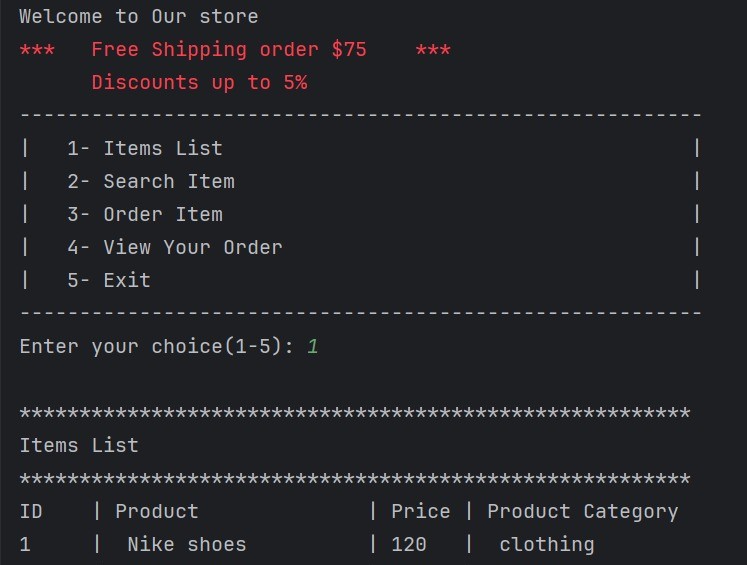 Welcome to Our store
***   Free Shipping order $75    ***
      Discounts up to 5%
---------------------------------------------------------
|   1- Items List                                       |
|   2- Search Item                                      |
|   3- Order Item                                       |
|   4- View Your Order                                  |
|   5- Exit                                             |
---------------------------------------------------------
Enter your choice(1-5): 1

********************************************************
Items List
********************************************************
ID    | Product              | Price | Product Category
1     |  Nike shoes          | 120   |  clothing